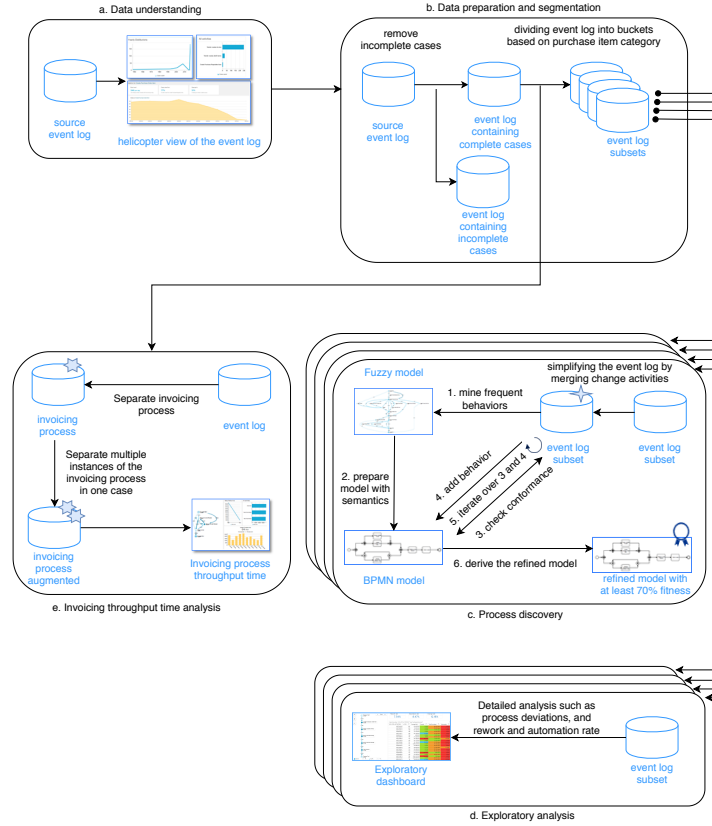 a. Data understanding
source
event log
helicopter view of the event log
b. Data preparation and segmentation
remove
incomplete cases
dividing event log into buckets
based on purchase item category
source
event log
event log
containing
complete cases
event log
subsets
event log
containing
incomplete
cases
invoicing
process
Separate invoicing
process
event log
Separate multiple
instances of the
invoicing process
in one case
invoicing
process
augmented
Invoicing process
throughput time
e. Invoicing throughput time analysis
Fuzzy model
simplifying the event log by
merging change activities
1. mine frequent
behaviors
event log
subset
event log
subset
2. prepare
model with
semantics
4. add behavior
5. iterate over 3 and 4
3. check conformance
BPMN model
6. derive the refined model
refined model with
at least 70% fitness
c. Process discovery
Detailed analysis such as
process deviations, and
rework and automation rate
Exploratory
dashboard
event log
subset
d. Exploratory analysis